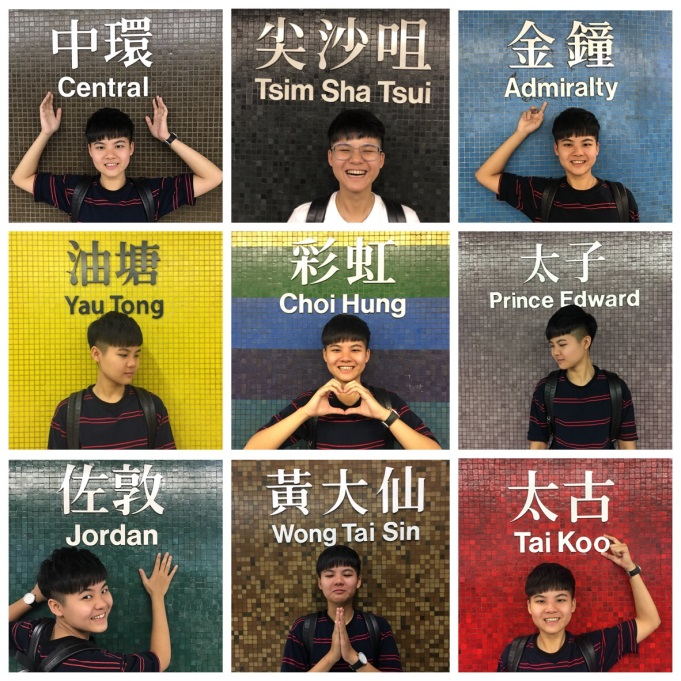 中環
Central
尖沙咀
Tsim Sha Tsui
金鐘
Admiralty
油塘
Yau Tong
彩虹
Choi Hung
太子
Prince Edward
佐敦
Jordan
黃大仙
Wong Tai Sin
太古
Tai Koo